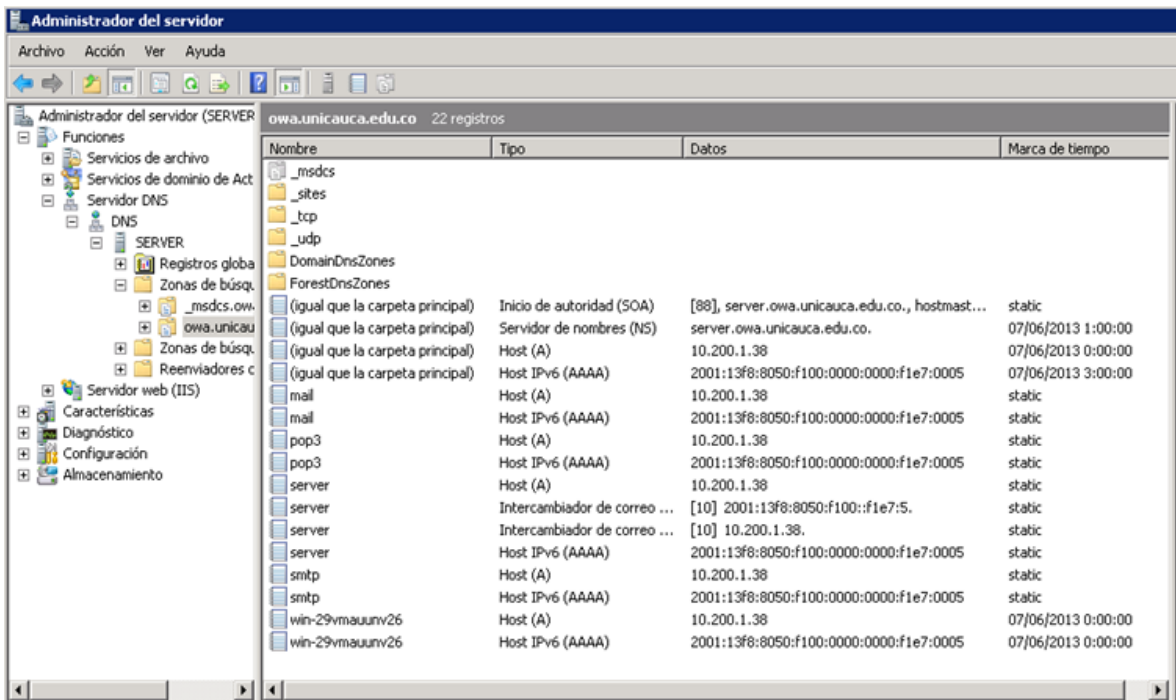 Administrador del servidor
Archivo Acción Ver Ayuda
Administrador del servidor (SERVER
Funciones
Servicios de archivo
Servicios de dominio de Act
Servidor DNS
DNS
SERVER
Registros globa
Zonas de búsqu
_msdcs.ow
owa.unicau
Zonas de búsqu
Reenviadores c
Servidor web (IIS)
Características
Diagnóstico
Configuración
Almacenamiento
owa.unicauca.edu.co 22 registros
Nombre Tipo Datos Marca de tiempo
_msdcs
_sites
_tcp
_udp
DomainDnsZones
ForestDnsZones
(igual que la carpeta principal) Inicio de autoridad (SOA) [88], server.owa.unicauca.edu.co., hostmast... static
(igual que la carpeta principal) Servidor de nombres (NS) server.owa.unicauca.edu.co. 07/06/2013 1:00:00
(igual que la carpeta principal) Host (A) 10.200.1.38 07/06/2013 0:00:00
(igual que la carpeta principal) Host IPv6 (AAAA) 2001:13f8:8050:f100:0000:0000:f1e7:0005 07/06/2013 3:00:00
mail Host (A) 10.200.1.38 static
mail Host IPv6 (AAAA) 2001:13f8:8050:f100:0000:0000:f1e7:0005 static
pop3 Host (A) 10.200.1.38 static
pop3 Host IPv6 (AAAA) 2001:13f8:8050:f100:0000:0000:f1e7:0005 static
server Host (A) 10.200.1.38 static
server Intercambiador de correo ... [10] 2001:13f8:8050:f100::f1e7:5. static
server Intercambiador de correo ... [10] 10.200.1.38. static
server Host IPv6 (AAAA) 2001:13f8:8050:f100:0000:0000:f1e7:0005 static
smtp Host (A) 10.200.1.38 static
smtp Host IPv6 (AAAA) 2001:13f8:8050:f100:0000:0000:f1e7:0005 static
win-29vmauunv26 Host (A) 10.200.1.38 07/06/2013 0:00:00
win-29vmauunv26 Host IPv6 (AAAA) 2001:13f8:8050:f100:0000:0000:f1e7:0005 07/06/2013 0:00:00